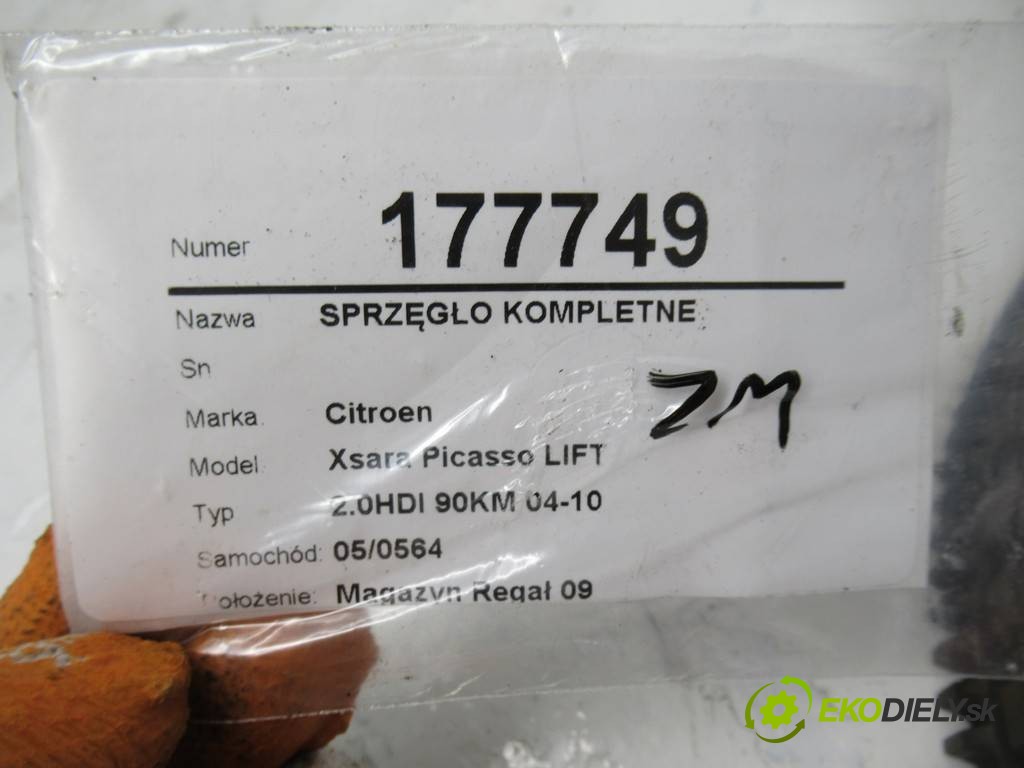 Numer 177749
Nazwa SPRZĘGŁO KOMPLETNE
Sn
Marka Citroen
ZM
Model Xsara Picasso LIFT
Typ 2.0HDI 90KM 04-10
Samochód: 05/0564
Położenie: Magazyn Regał 09
EKODIELY.sk